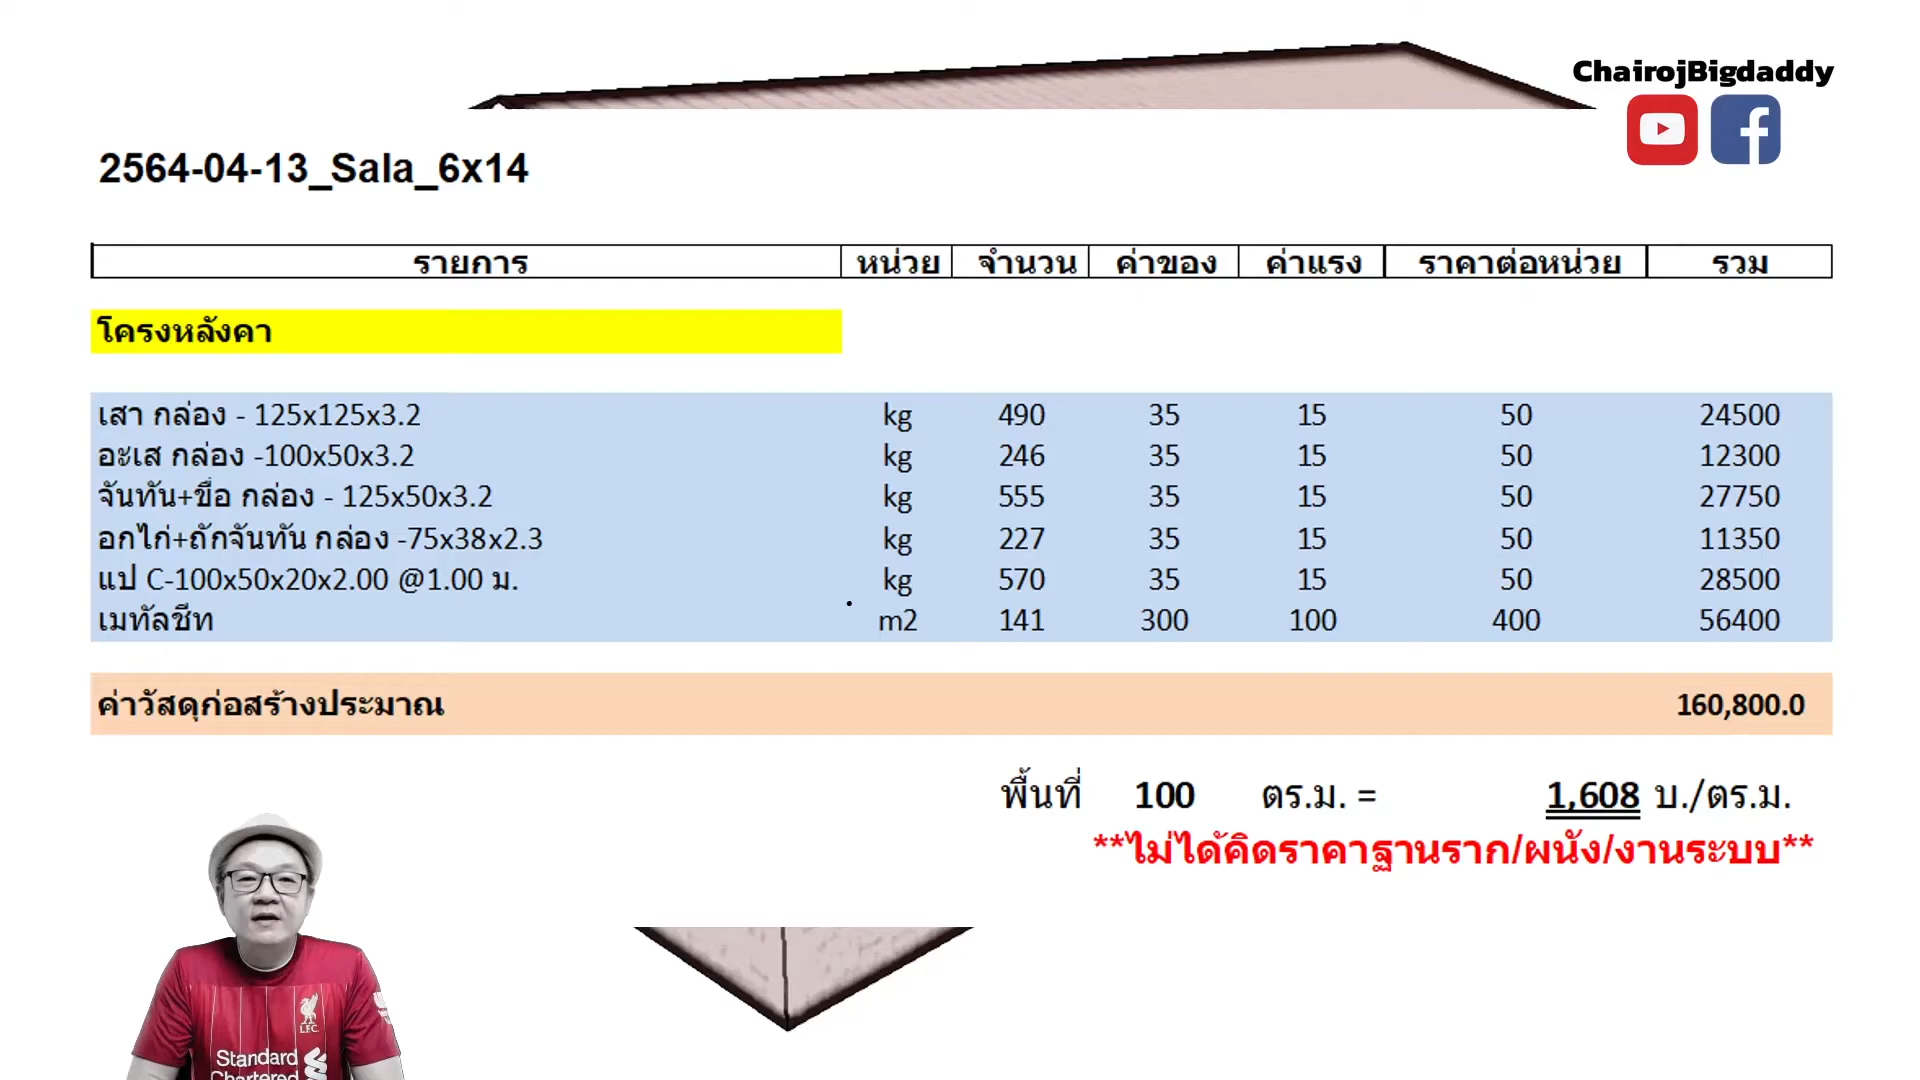 ChairojBigdaddy
2564-04-13_Sala_6x14
รายการ หน่วย จำนวน ค่าของ ค่าแรง ราคาต่อหน่วย รวม
โครงหลังคา
เสา กล่อง - 125x125x3.2 kg 490 35 15 50 24500
อะเส กล่อง -100x50x3.2 kg 246 35 15 50 12300
จันทัน+ขื่อ กล่อง - 125x50x3.2 kg 555 35 15 50 27750
อกไก่+ถักจันทัน กล่อง -75x38x2.3 kg 227 35 15 50 11350
แป C-100x50x20x2.00 @1.00 ม. kg 570 35 15 50 28500
เมทัลชีท m2 141 300 100 400 56400
ค่าวัสดุก่อสร้างประมาณ 160,800.0
พื้นที่ 100 ตร.ม. = 1,608 บ./ตร.ม.
**ไม่ได้คิดราคาฐานราก/ผนัง/งานระบบ**
L.F.C.
Standard
Chartered